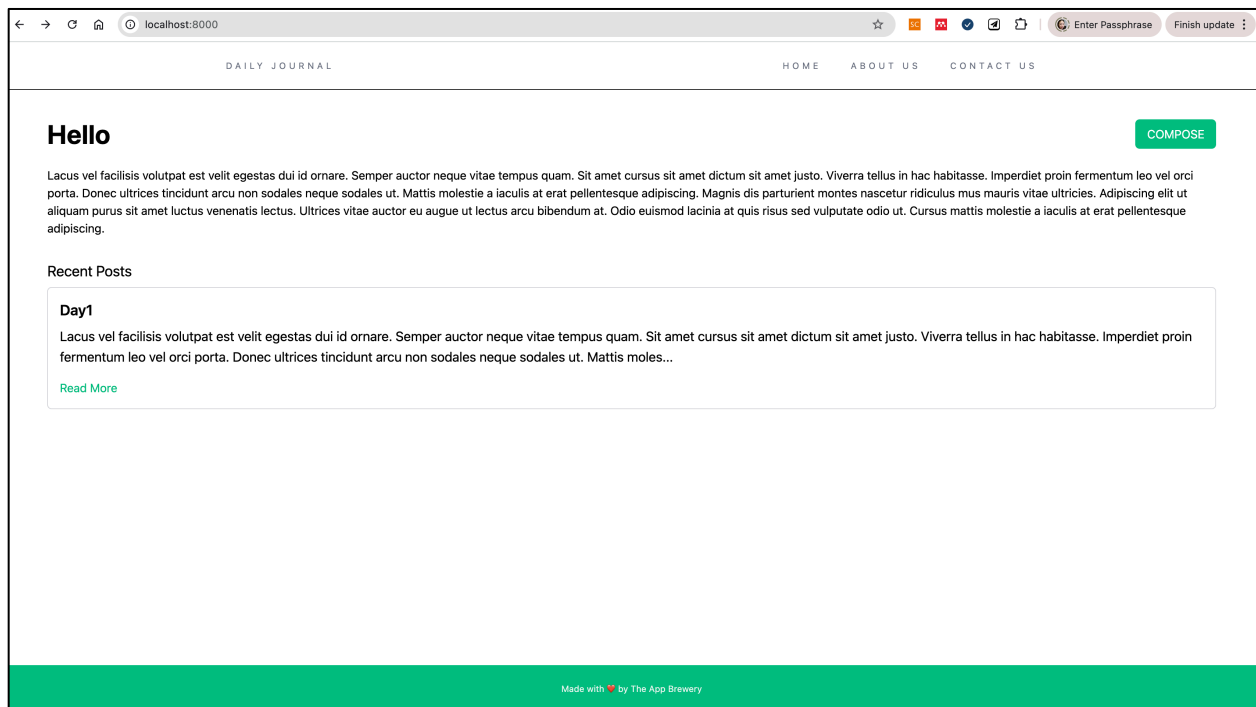 localhost:8000
SC
Enter Passphrase
Finish update
DAILY JOURNAL
HOME ABOUT US CONTACT US
Hello
COMPOSE
Lacus vel facilisis volutpat est velit egestas dui id ornare. Semper auctor neque vitae tempus quam. Sit amet cursus sit amet dictum sit amet justo. Viverra tellus in hac habitasse. Imperdiet proin fermentum leo vel orci
porta. Donec ultrices tincidunt arcu non sodales neque sodales ut. Mattis molestie a iaculis at erat pellentesque adipiscing. Magnis dis parturient montes nascetur ridiculus mus mauris vitae ultricies. Adipiscing elit ut
aliquam purus sit amet luctus venenatis lectus. Ultrices vitae auctor eu augue ut lectus arcu bibendum at. Odio euismod lacinia at quis risus sed vulputate odio ut. Cursus mattis molestie a iaculis at erat pellentesque
adipiscing.
Recent Posts
Day1
Lacus vel facilisis volutpat est velit egestas dui id ornare. Semper auctor neque vitae tempus quam. Sit amet cursus sit amet dictum sit amet justo. Viverra tellus in hac habitasse. Imperdiet proin
fermentum leo vel orci porta. Donec ultrices tincidunt arcu non sodales neque sodales ut. Mattis moles...
Read More
Made with ❤️ by The App Brewery